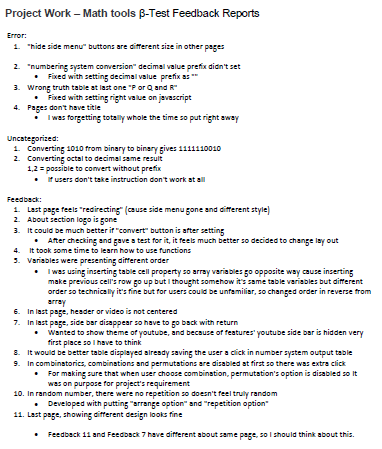 Project Work – Math tools β-Test Feedback Reports
Error:
1. "hide side menu" buttons are different size in other pages
2. "numbering system conversion" decimal value prefix didn't set
• Fixed with setting decimal value prefix as ""
3. Wrong truth table at last one "P or Q and R"
• Fixed with setting right value on javascript
4. Pages don't have title
• I was forgetting totally whole the time so put right away
Uncategorized:
1. Converting 1010 from binary to binary gives 1111110010
2. Converting octal to decimal same result
1,2 = possible to convert without prefix
• If users don't take instruction don't work at all
Feedback:
1. Last page feels "redirecting" (cause side menu gone and different style)
2. About section logo is gone
3. It could be much better if "convert" button is after setting
• After checking and gave a test for it, it feels much better so decided to change lay out
4. It took some time to learn how to use functions
5. Variables were presenting different order
• I was using inserting table cell property so array variables go opposite way cause inserting
make previous cell's row go up but I thought somehow it's same table variables but different
order so technically it's fine but for users could be unfamiliar, so changed order in reverse from
array
6. In last page, header or video is not centered
7. In last page, side bar disappear so have to go back with return
• Wanted to show theme of youtube, and because of features' youtube side bar is hidden very
first place so I have to think
8. It would be better table displayed already saving the user a click in number system output table
9. In combinatorics, combinations and permutations are disabled at first so there was extra click
• For making sure that when user choose combination, permutation's option is disabled so it
was on purpose for project's requirement
10. In random number, there were no repetition so doesn't feel truly random
• Developed with putting "arrange option" and "repetition option"
11. Last page, showing different design looks fine
• Feedback 11 and Feedback 7 have different about same page, so I should think about this.